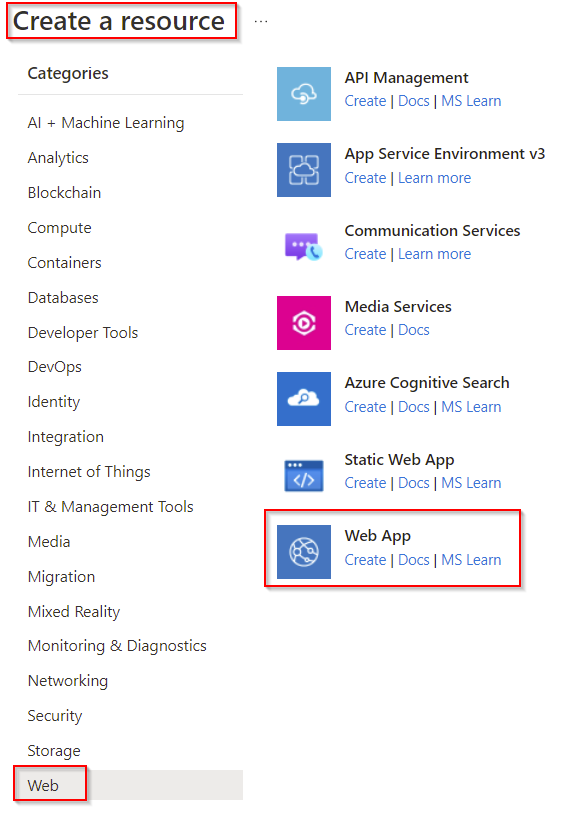 Create a resource ...
Categories
AI + Machine Learning
Analytics
Blockchain
Compute
Containers
Databases
Developer Tools
DevOps
Identity
Integration
Internet of Things
IT & Management Tools
Media
Migration
Mixed Reality
Monitoring & Diagnostics
Networking
Security
Storage
Web
API Management
Create | Docs | MS Learn
App Service Environment v3
Create | Learn more
Communication Services
Create | Learn more
Media Services
Create | Docs
Azure Cognitive Search
Create | Docs | MS Learn
Static Web App
Create | Docs | MS Learn
Web App
Create | Docs | MS Learn